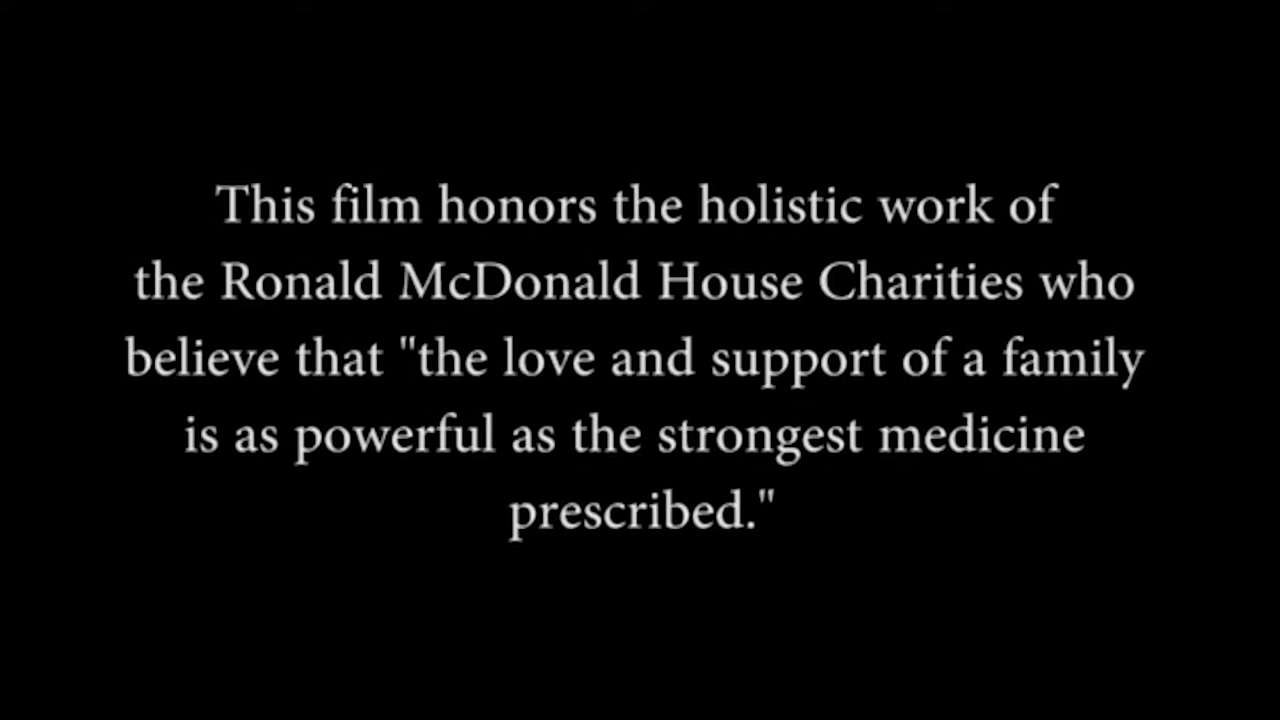 This film honors the holistic work of
the Ronald McDonald House Charities who
believe that "the love and support of a family
is as powerful as the strongest medicine
prescribed."